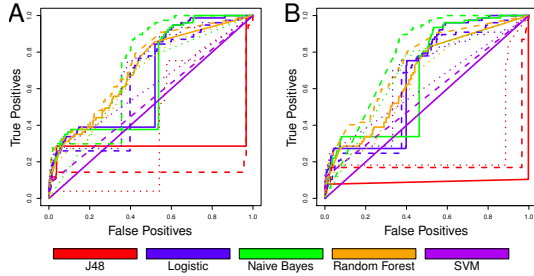 A
B
True Positives
1.0
0.8
0.6
0.4
0.2
0.0
0.0 0.2 0.4 0.6 0.8 1.0
False Positives
True Positives
1.0
0.8
0.6
0.4
0.2
0.0
0.0 0.2 0.4 0.6 0.8 1.0
False Positives
J48 Logistic Naive Bayes Random Forest SVM